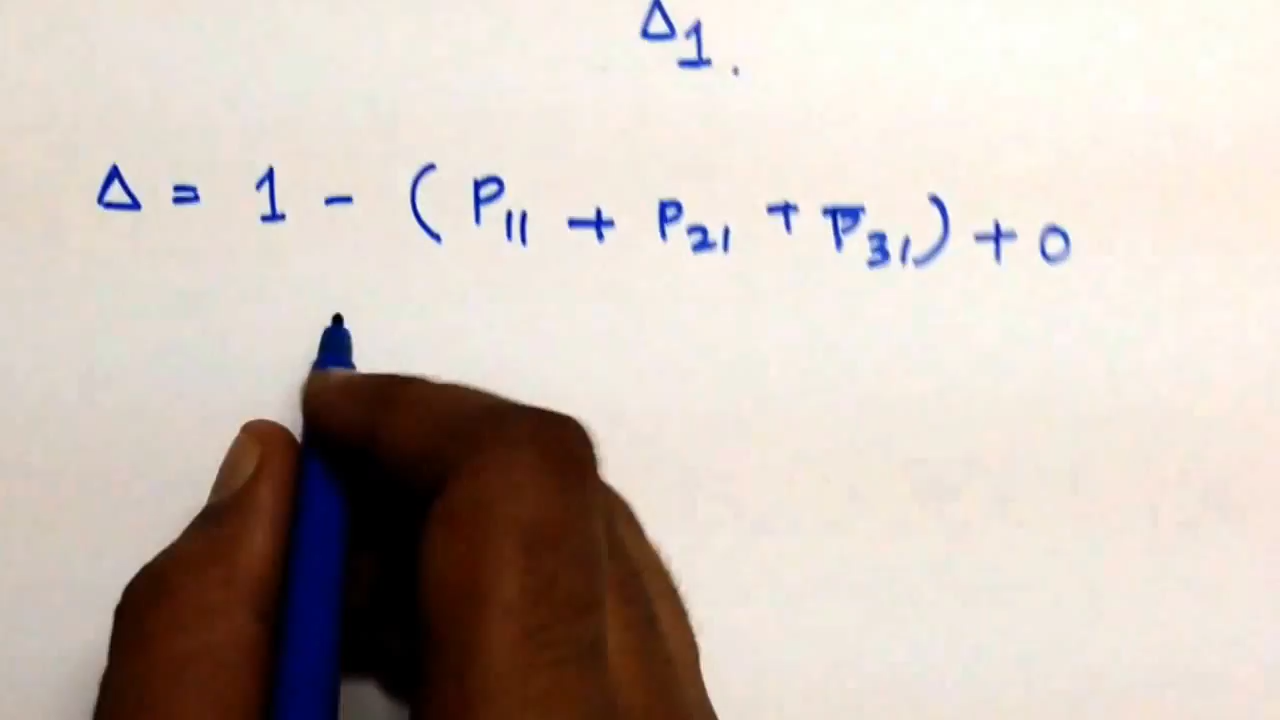 Δ1.
Δ = 1 - (P11 + P21 + P31) + 0